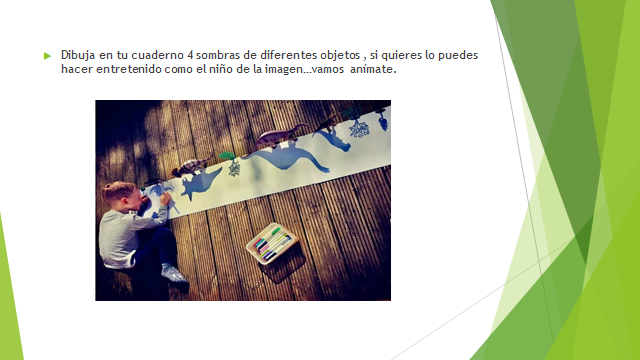 Dibuja en tu cuaderno 4 sombras de diferentes objetos , si quieres lo puedes
hacer entretenido como el niño de la imagen…vamos  anímate.